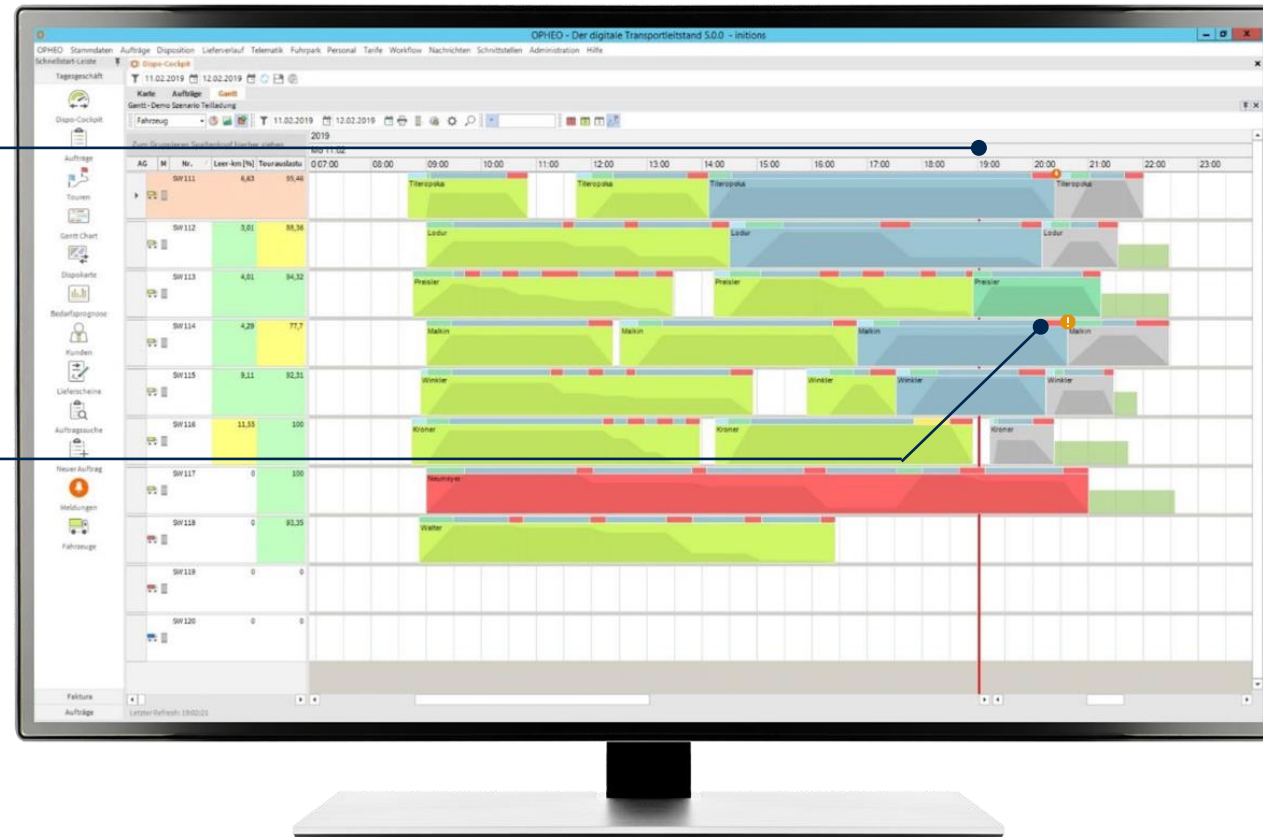 OPHEO - Der digitale Transportleitstand 5.0.0 - initions
OPHEO Stammdaten Aufträge Disposition Lieferverlauf Telematik Fuhrpark Personal Tarife Workflow Nachrichten Schnittstellen Administration Hilfe
Schnellstart-Leiste
Dispo-Cockpit
Tagesgeschäft
11.02.2019 12.02.2019
Karte Aufträge Gantt
Gantt - Demo Szenario Teilladung
Fahrzeug 11.02.2019 12.02.2019
2019
Mo 11.02
AG M Nr. Leer-km [%] Tourauslastu 07:00 08:00 09:00 10:00 11:00 12:00 13:00 14:00 15:00 16:00 17:00 18:00 19:00 20:00 21:00 22:00 23:00
Dispo-Cockpit
Aufträge
Touren
Gantt Chart
Dispokarte
Bedarfsprognose
Kunden
Lieferscheine
Auftragssuche
Neuer Auftrag
Meldungen
Fahrzeuge
SW111 6,63 95,46 Titeropoka Titeropoka Titeropoka Titeropoka
SW112 3,01 88,36 Lodur Lodur Lodur
SW113 4,01 94,32 Preisler Preisler Preisler
SW114 4,29 77,7 Malkin Malkin Malkin Malkin
SW115 9,11 92,31 Winkler Winkler Winkler Winkler
SW116 11,55 100 Kroner Kroner Kroner
SW117 0 100 Neumeyer
SW118 0 93,35 Walter
SW119 0 0
SW120 0 0
Faktura
Aufträge
Letzter Refresh: 19:02:21